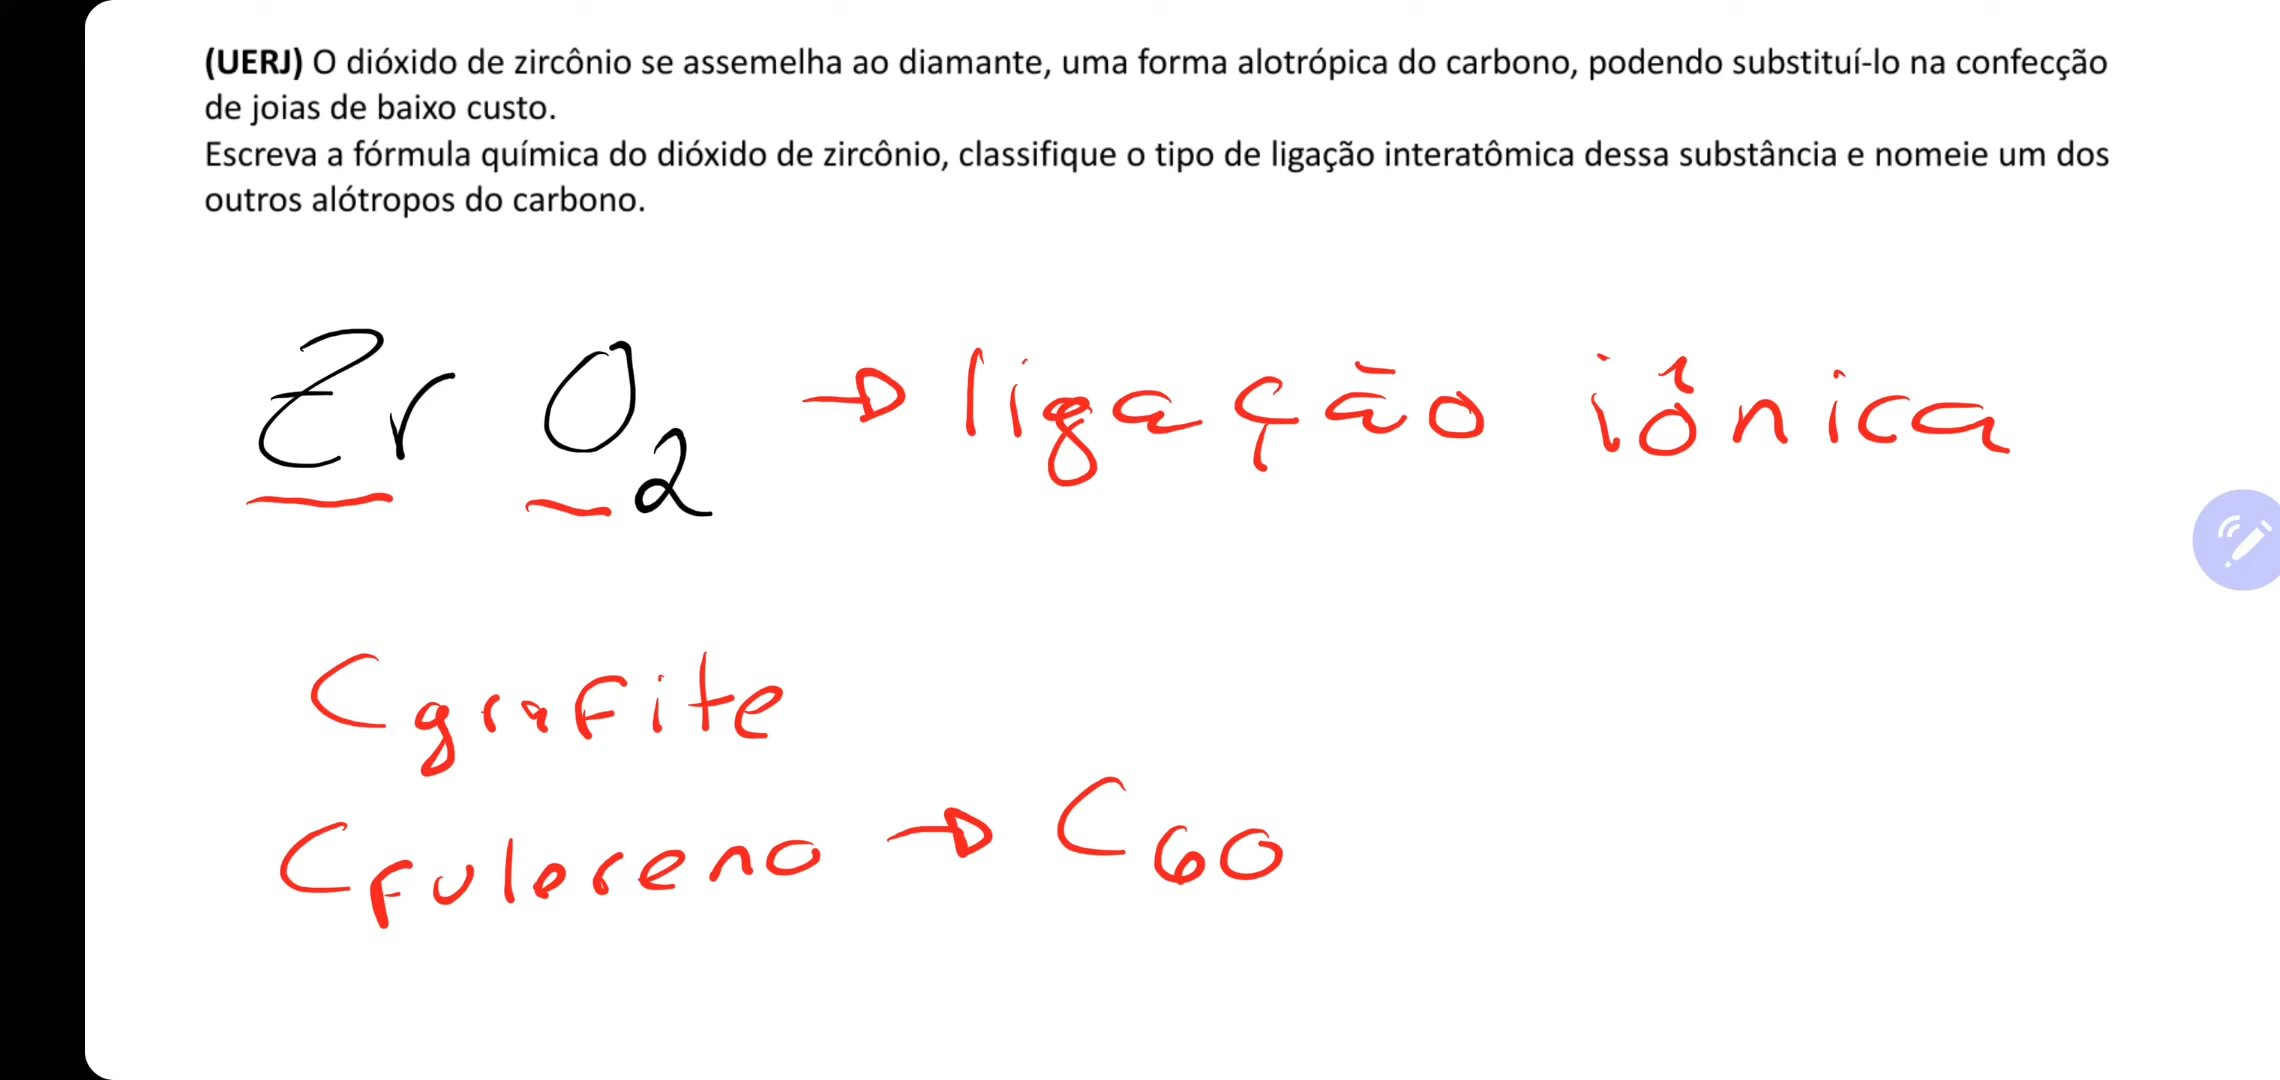 (UERJ) O dióxido de zircônio se assemelha ao diamante, uma forma alotrópica do carbono, podendo substituí-lo na confecção
de joias de baixo custo.
Escreva a fórmula química do dióxido de zircônio, classifique o tipo de ligação interatômica dessa substância e nomeie um dos
outros alótropos do carbono.
Zr O₂ → ligação iônica
C grafite
C fulereno → C₆₀